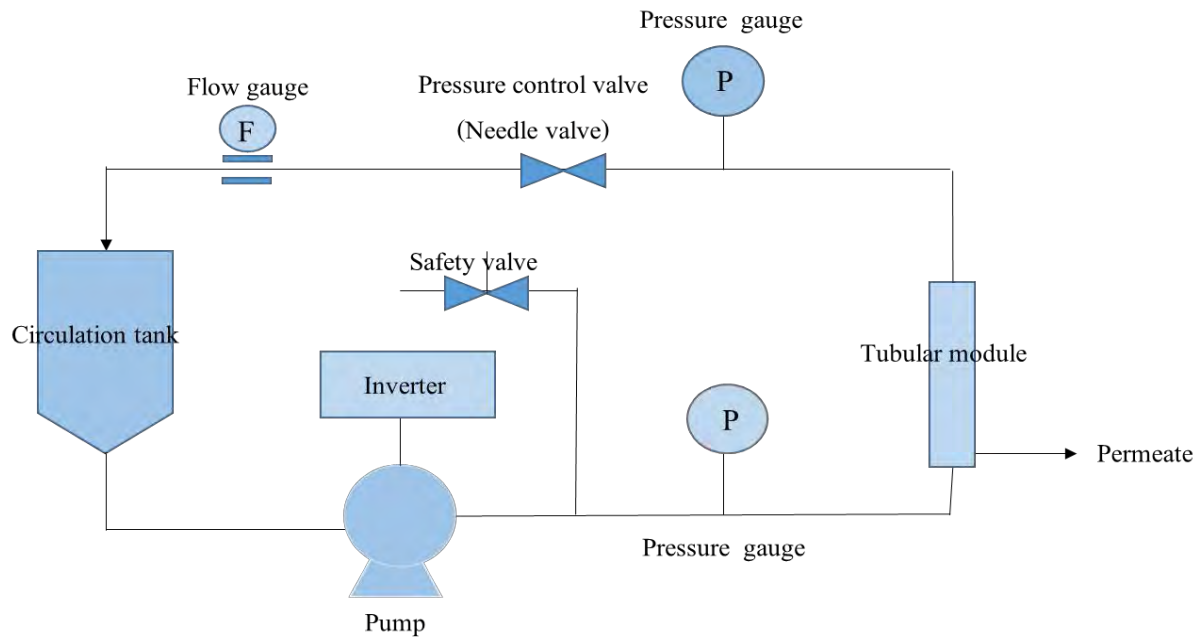 Pressure gauge
P
Flow gauge
Pressure control valve
F
(Needle valve)
Safety valve
Circulation tank
Tubular module
Inverter
P
Permeate
Pressure gauge
Pump